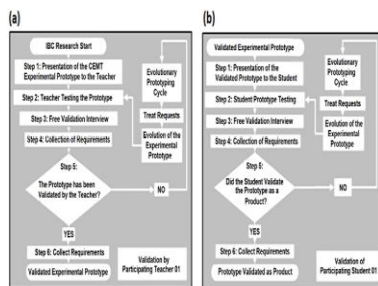 (a)
IBC Research Start
Step 1: Presentation of the CEMT
Experimental Prototype to the Teacher
Step 2: Teacher Testing the Prototype
Step 3: Free Validation Interview
Step 4: Collection of Requirements
Step 5:
The Prototype has been
Validated by the Teacher?
NO
YES
Step 6: Collect Requirements
Validated Experimental Prototype
Evolutionary
Prototyping
Cycle
Treat Requests
Evolution of the
Experimental
Prototype
Validation by
Participating Teacher 01
(b)
Validated Experimental Prototype
Step 1: Presentation of the
Validated Prototype to the Student
Step 2: Student Prototype Testing
Step 3: Free Validation Interview
Step 4: Collection of Requirements
Step 5:
Did the Student Validate
the Prototype as a
Product?
NO
YES
Step 6: Collect Requirements
Prototype Validated as Product
Evolutionary
Prototyping
Cycle
Treat Requests
Evolution of the
Experimental
Prototype
Validation of
Participating Student 01